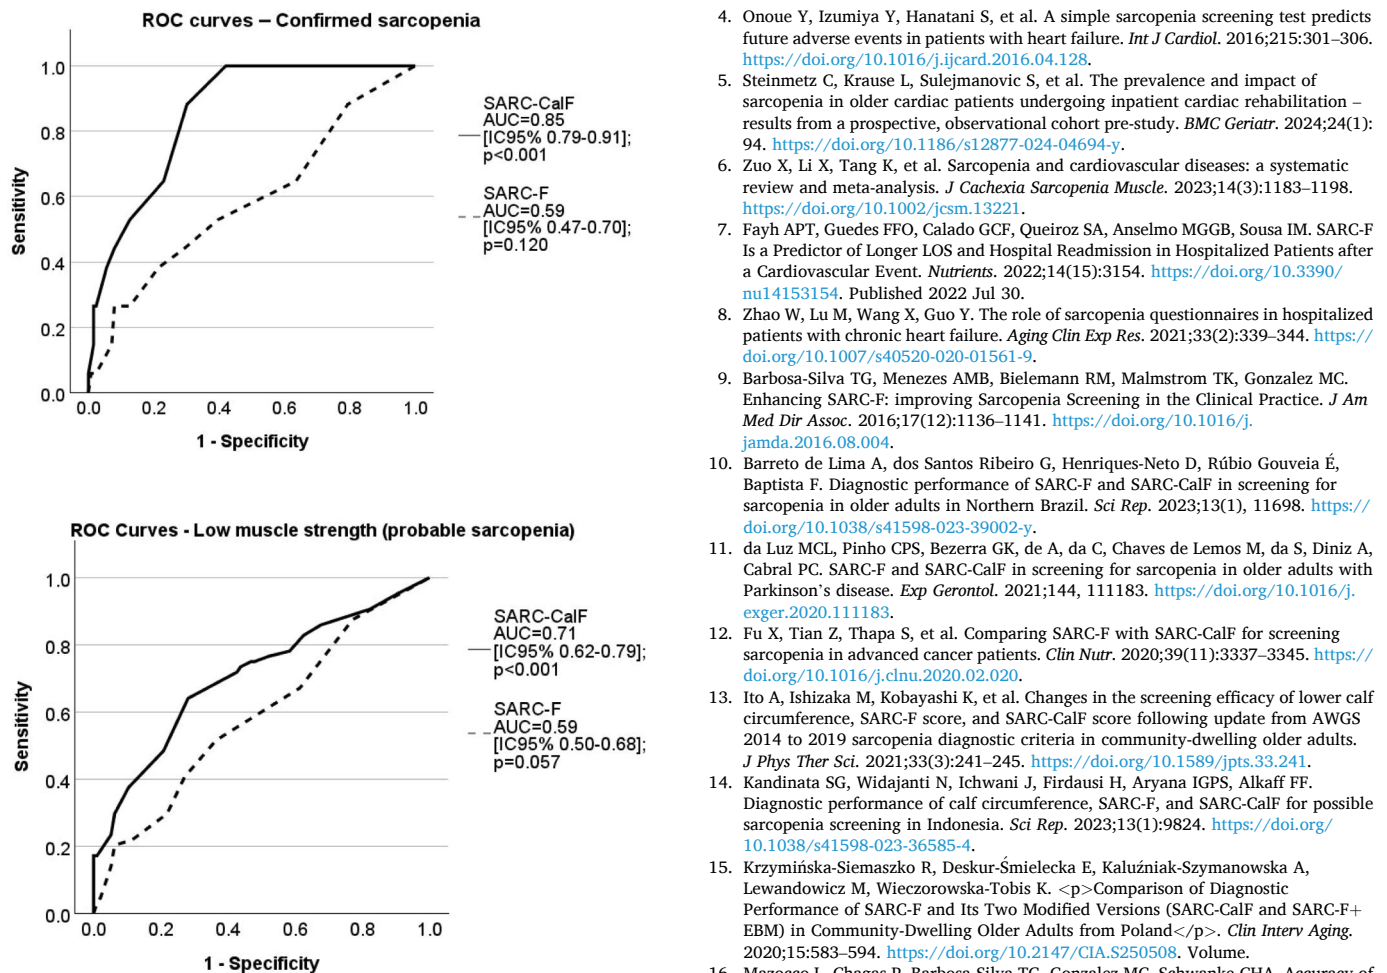 ROC curves – Confirmed sarcopenia
1.0
0.8
0.6
0.4
0.2
0.0
Sensitivity
0.0 0.2 0.4 0.6 0.8 1.0
1 - Specificity
SARC-CalF
AUC=0.85
[IC95% 0.79-0.91];
p<0.001
SARC-F
AUC=0.59
[IC95% 0.47-0.70];
p=0.120
ROC Curves - Low muscle strength (probable sarcopenia)
1.0
0.8
0.6
0.4
0.2
0.0
Sensitivity
0.0 0.2 0.4 0.6 0.8 1.0
1 - Specificity
SARC-CalF
AUC=0.71
[IC95% 0.62-0.79];
p<0.001
SARC-F
AUC=0.59
[IC95% 0.50-0.68];
p=0.057
4. Onoue Y, Izumiya Y, Hanatani S, et al. A simple sarcopenia screening test predicts
future adverse events in patients with heart failure. Int J Cardiol. 2016;215:301–306.
https://doi.org/10.1016/j.ijcard.2016.04.128.
5. Steinmetz C, Krause L, Sulejmanovic S, et al. The prevalence and impact of
sarcopenia in older cardiac patients undergoing inpatient cardiac rehabilitation –
results from a prospective, observational cohort pre-study. BMC Geriatr. 2024;24(1):
94. https://doi.org/10.1186/s12877-024-04694-y.
6. Zuo X, Li X, Tang K, et al. Sarcopenia and cardiovascular diseases: a systematic
review and meta-analysis. J Cachexia Sarcopenia Muscle. 2023;14(3):1183–1198.
https://doi.org/10.1002/jcsm.13221.
7. Fayh APT, Guedes FFO, Calado GCF, Queiroz SA, Anselmo MGGB, Sousa IM. SARC-F
Is a Predictor of Longer LOS and Hospital Readmission in Hospitalized Patients after
a Cardiovascular Event. Nutrients. 2022;14(15):3154. https://doi.org/10.3390/
nu14153154. Published 2022 Jul 30.
8. Zhao W, Lu M, Wang X, Guo Y. The role of sarcopenia questionnaires in hospitalized
patients with chronic heart failure. Aging Clin Exp Res. 2021;33(2):339–344. https://
doi.org/10.1007/s40520-020-01561-9.
9. Barbosa-Silva TG, Menezes AMB, Bielemann RM, Malmstrom TK, Gonzalez MC.
Enhancing SARC-F: improving Sarcopenia Screening in the Clinical Practice. J Am
Med Dir Assoc. 2016;17(12):1136–1141. https://doi.org/10.1016/j.
jamda.2016.08.004.
10. Barreto de Lima A, dos Santos Ribeiro G, Henriques-Neto D, Rúbio Gouveia É,
Baptista F. Diagnostic performance of SARC-F and SARC-CalF in screening for
sarcopenia in older adults in Northern Brazil. Sci Rep. 2023;13(1), 11698. https://
doi.org/10.1038/s41598-023-39002-y.
11. da Luz MCL, Pinho CPS, Bezerra GK, de A, da C, Chaves de Lemos M, da S, Diniz A,
Cabral PC. SARC-F and SARC-CalF in screening for sarcopenia in older adults with
Parkinson's disease. Exp Gerontol. 2021;144, 111183. https://doi.org/10.1016/j.
exger.2020.111183.
12. Fu X, Tian Z, Thapa S, et al. Comparing SARC-F with SARC-CalF for screening
sarcopenia in advanced cancer patients. Clin Nutr. 2020;39(11):3337–3345. https://
doi.org/10.1016/j.clnu.2020.02.020.
13. Ito A, Ishizaka M, Kobayashi K, et al. Changes in the screening efficacy of lower calf
circumference, SARC-F score, and SARC-CalF score following update from AWGS
2014 to 2019 sarcopenia diagnostic criteria in community-dwelling older adults.
J Phys Ther Sci. 2021;33(3):241–245. https://doi.org/10.1589/jpts.33.241.
14. Kandinata SG, Widajanti N, Ichwani J, Firdausi H, Aryana IGPS, Alkaff FF.
Diagnostic performance of calf circumference, SARC-F, and SARC-CalF for possible
sarcopenia screening in Indonesia. Sci Rep. 2023;13(1):9824. https://doi.org/
10.1038/s41598-023-36585-4.
15. Krzymińska-Siemaszko R, Deskur-Śmielecka E, Kaluźniak-Szymanowska A,
Lewandowicz M, Wieczorowska-Tobis K. <p>Comparison of Diagnostic
Performance of SARC-F and Its Two Modified Versions (SARC-CalF and SARC-F+
EBM) in Community-Dwelling Older Adults from Poland</p>. Clin Interv Aging.
2020;15:583–594. https://doi.org/10.2147/CIA.S250508. Volume.
16. Mazocco L, Chagas P, Barbosa-Silva TG, Gonzalez MC, Schwanke CHA. Accuracy of